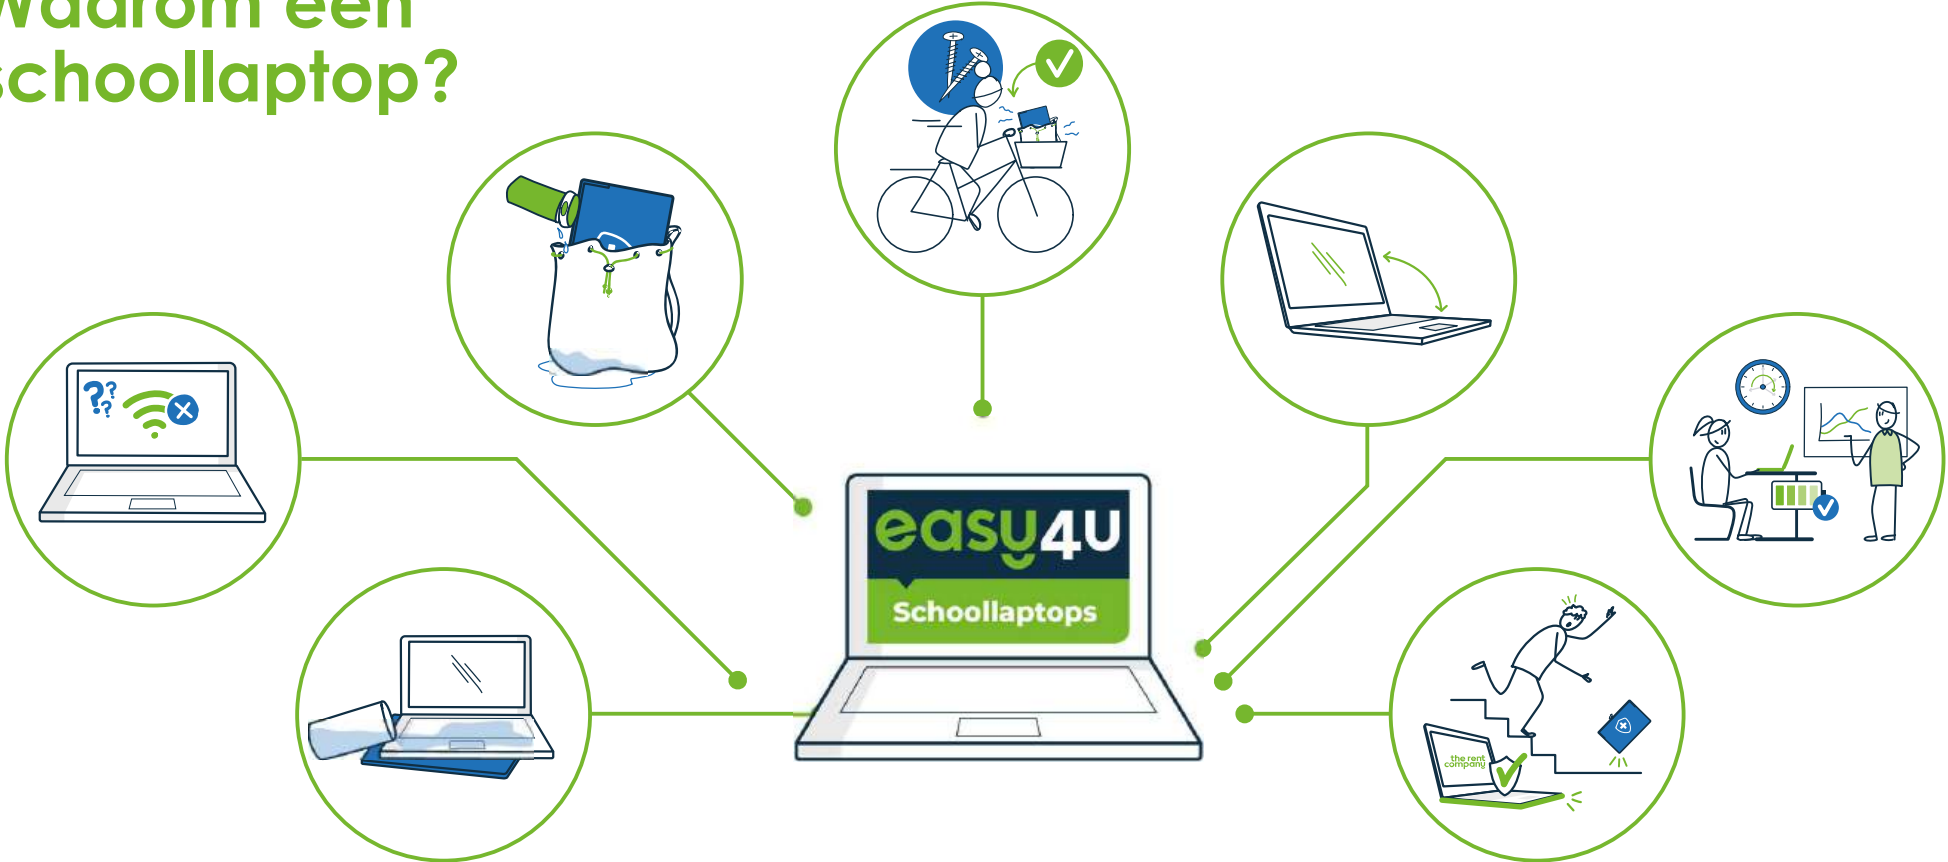 Waarom een
schoollaptop?
???
easy4u
Schoollaptops
the rent
company